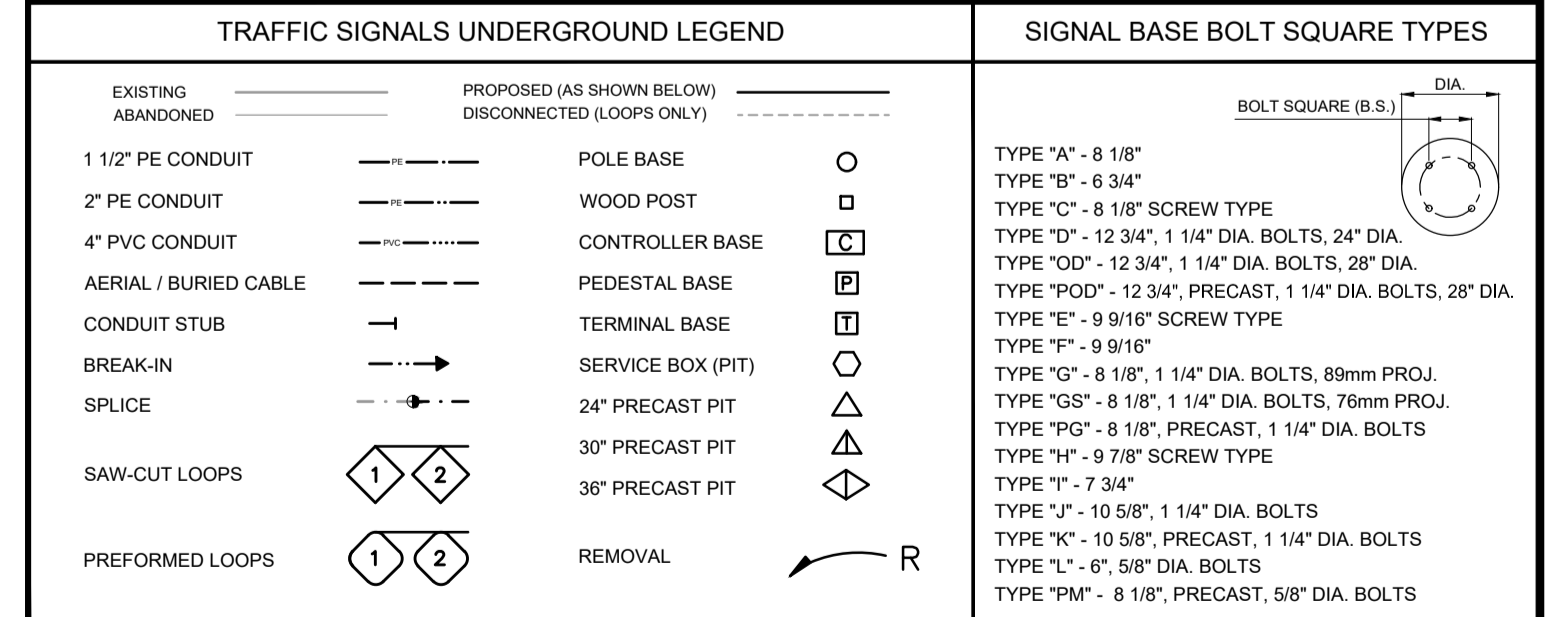 TRAFFIC SIGNALS UNDERGROUND LEGEND
EXISTING
ABANDONED
PROPOSED (AS SHOWN BELOW)
DISCONNECTED (LOOPS ONLY)
1 1/2" PE CONDUIT
PE
2" PE CONDUIT
PE
4" PVC CONDUIT
PVC
AERIAL / BURIED CABLE
CONDUIT STUB
BREAK-IN
SPLICE
SAW-CUT LOOPS
1 2
PREFORMED LOOPS
1 2
POLE BASE
WOOD POST
CONTROLLER BASE
C
PEDESTAL BASE
P
TERMINAL BASE
T
SERVICE BOX (PIT)
24" PRECAST PIT
30" PRECAST PIT
36" PRECAST PIT
REMOVAL
R
SIGNAL BASE BOLT SQUARE TYPES
DIA.
BOLT SQUARE (B.S.)
TYPE "A" - 8 1/8"
TYPE "B" - 6 3/4"
TYPE "C" - 8 1/8" SCREW TYPE
TYPE "D" - 12 3/4", 1 1/4" DIA. BOLTS, 24" DIA.
TYPE "OD" - 12 3/4", 1 1/4" DIA. BOLTS, 28" DIA.
TYPE "POD" - 12 3/4", PRECAST, 1 1/4" DIA. BOLTS, 28" DIA.
TYPE "E" - 9 9/16" SCREW TYPE
TYPE "F" - 9 9/16"
TYPE "G" - 8 1/8", 1 1/4" DIA. BOLTS, 89mm PROJ.
TYPE "GS" - 8 1/8", 1 1/4" DIA. BOLTS, 76mm PROJ.
TYPE "PG" - 8 1/8", PRECAST, 1 1/4" DIA. BOLTS
TYPE "H" - 9 7/8" SCREW TYPE
TYPE "I" - 7 3/4"
TYPE "J" - 10 5/8", 1 1/4" DIA. BOLTS
TYPE "K" - 10 5/8", PRECAST, 1 1/4" DIA. BOLTS
TYPE "L" - 6", 5/8" DIA. BOLTS
TYPE "PM" - 8 1/8", PRECAST, 5/8" DIA. BOLTS